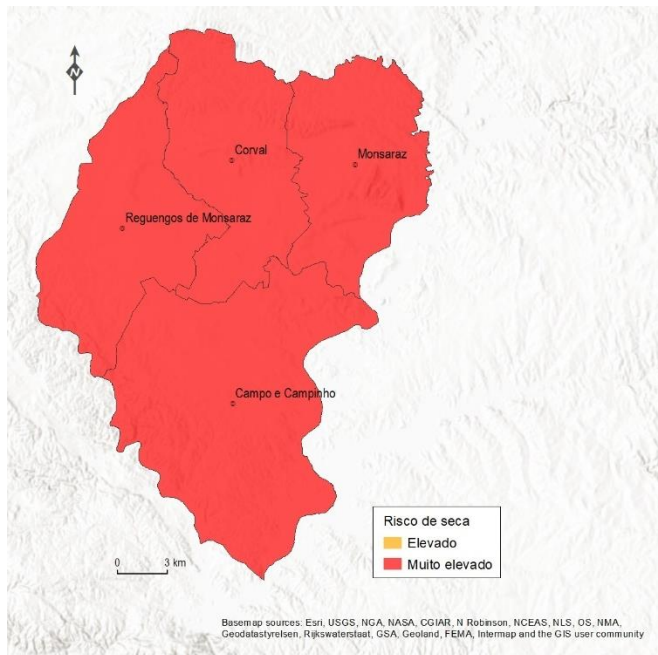 N
Corval
Monsaraz
Reguengos de Monsaraz
Campo e Campinho
Risco de seca
Elevado
Muito elevado
0 3 km
Basemap sources: Esri, USGS, NGA, NASA, CGIAR, N Robinson, NCEAS, NLS, OS, NMA,
Geodatastyrelsen, Rijkswaterstaat, GSA, Geoland, FEMA, Intermap and the GIS user community